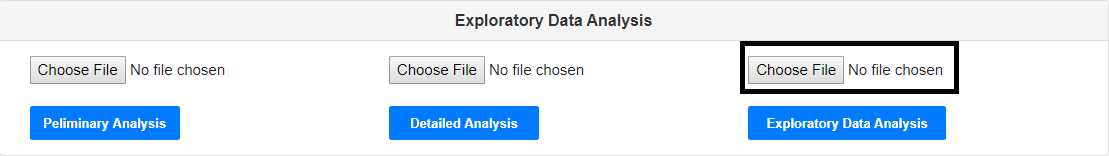 Exploratory Data Analysis
Choose File No file chosen Choose File No file chosen Choose File No file chosen
Peliminary Analysis Detailed Analysis Exploratory Data Analysis